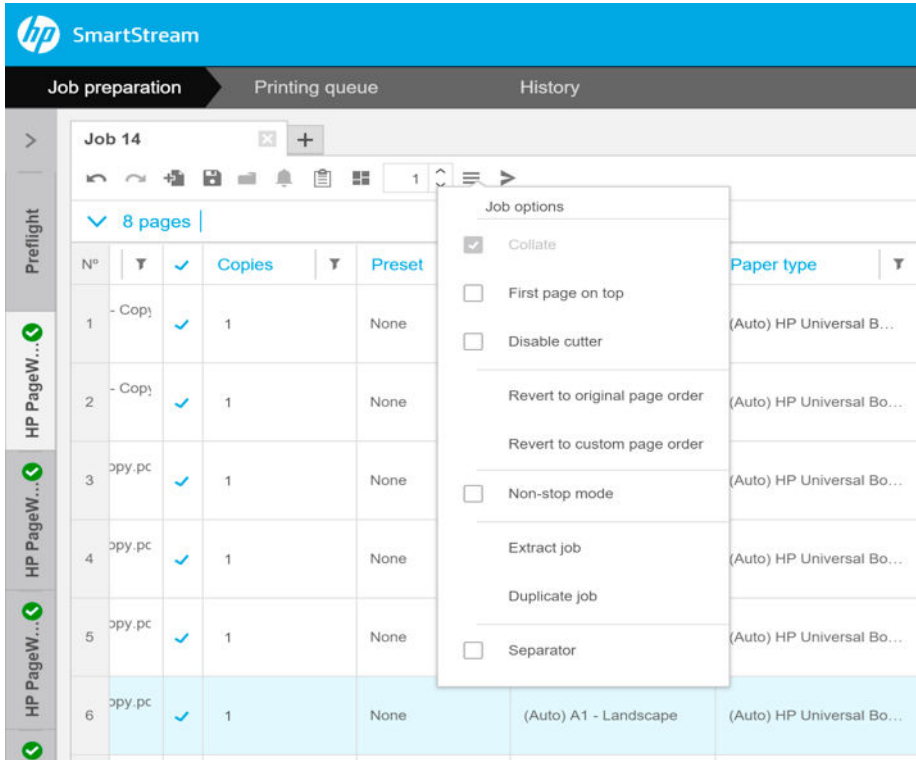 hp SmartStream
Job preparation Printing queue History
> Job 14 +
1
Job options
Preflight
8 pages
Collate
Nº Copies Preset Paper type
First page on top
1 - Copy 1 None (Auto) HP Universal B...
Disable cutter
HP PageW...
2 - Copy 1 None (Auto) HP Universal Bo...
Revert to original page order
Revert to custom page order
3 opy.pc 1 None (Auto) HP Universal Bo...
Non-stop mode
HP PageW...
4 opy.pc 1 None (Auto) HP Universal Bo...
Extract job
Duplicate job
5 opy.pc 1 None (Auto) HP Universal Bo...
Separator
HP PageW...
6 opy.pc 1 None (Auto) A1 - Landscape (Auto) HP Universal Bo...